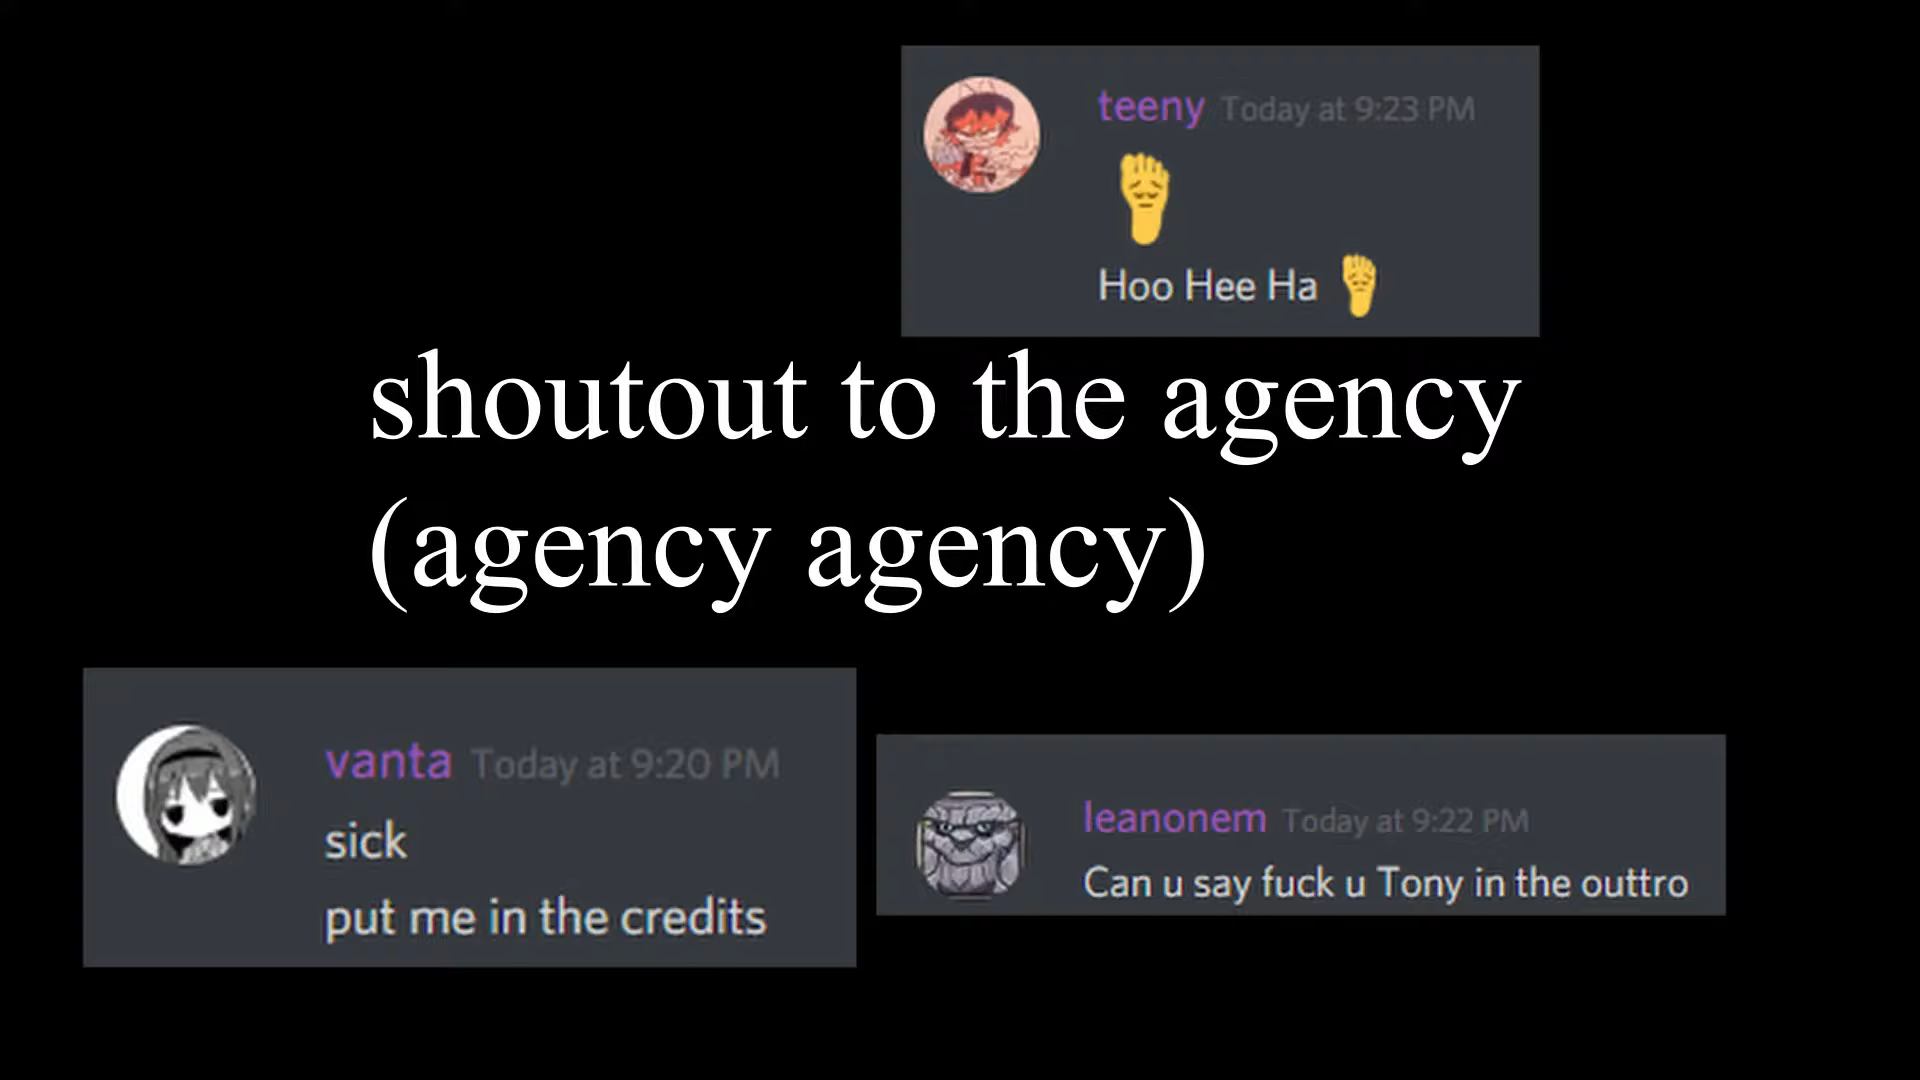 teeny Today at 9:23 PM
Hoo Hee Ha
shoutout to the agency
(agency agency)
vanta Today at 9:20 PM
sick
put me in the credits
leanonem Today at 9:22 PM
Can u say fuck u Tony in the outtro